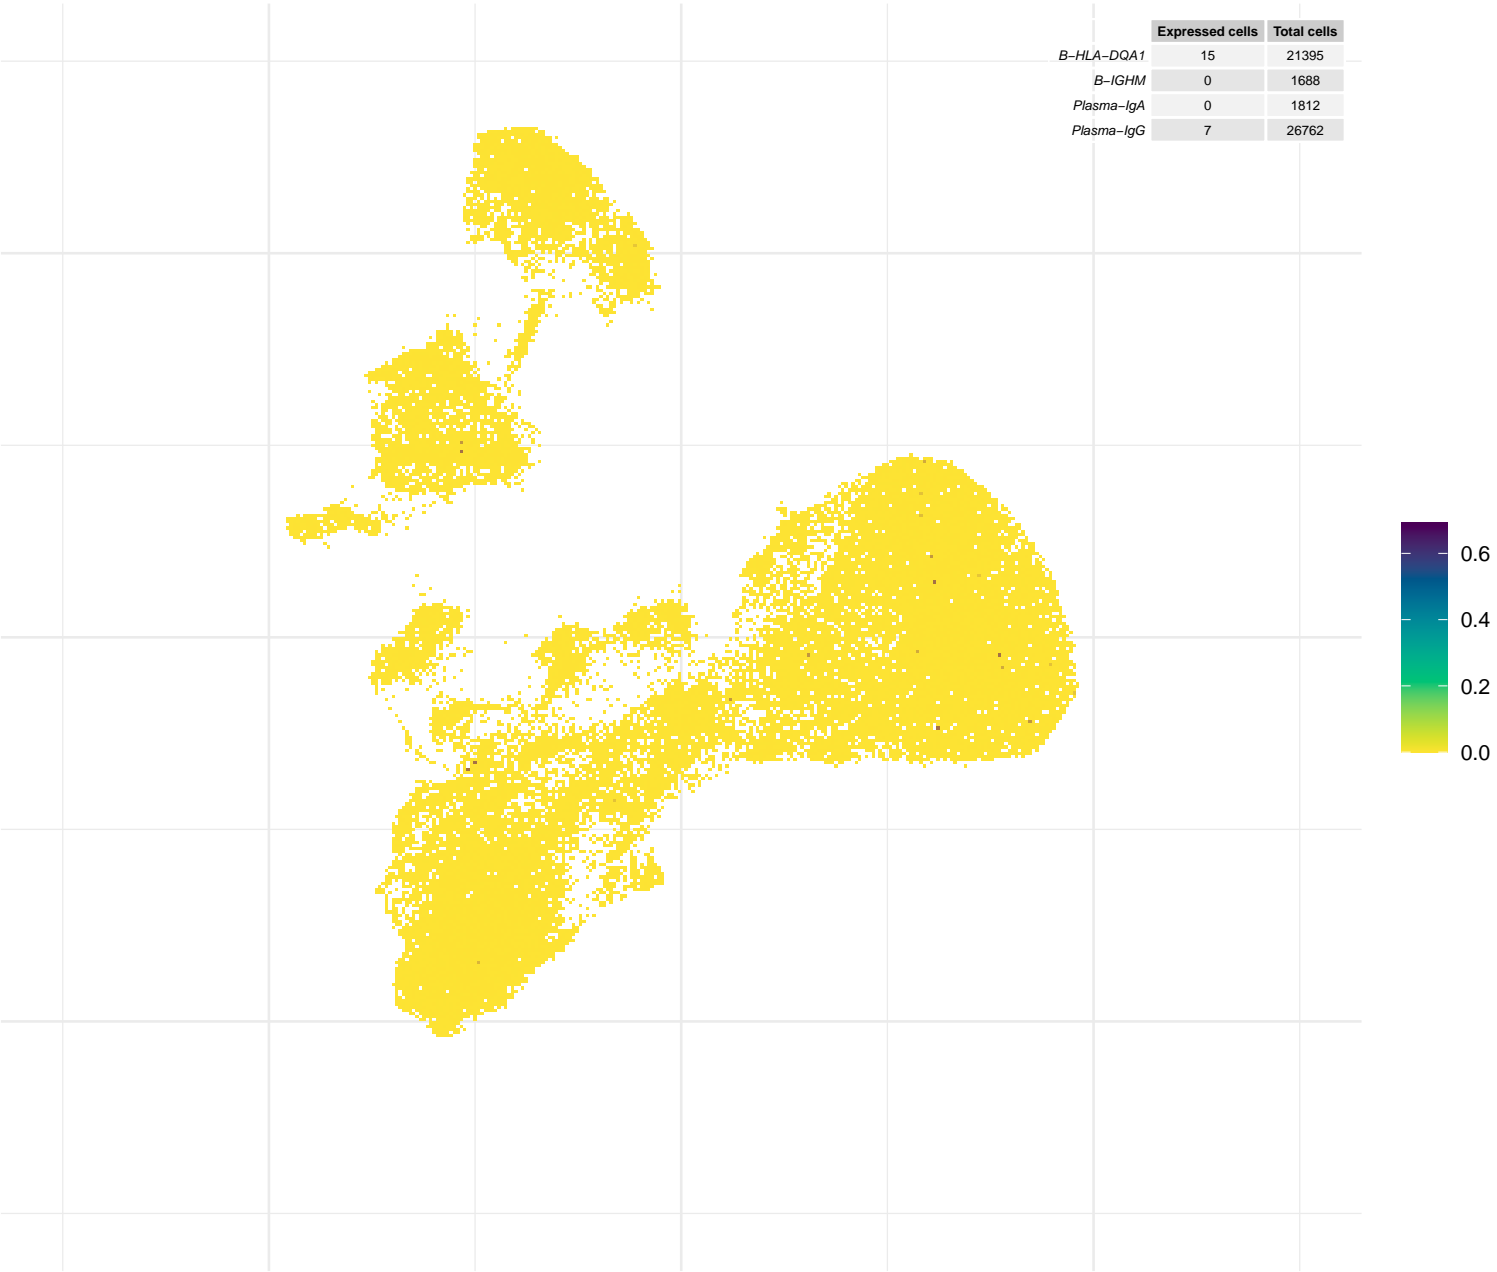 Expressed cells Total cells
B−HLA−DQA1 15 21395
B−IGHM 0 1688
Plasma−IgA 0 1812
Plasma−IgG 7 26762
0.6
0.4
0.2
0.0